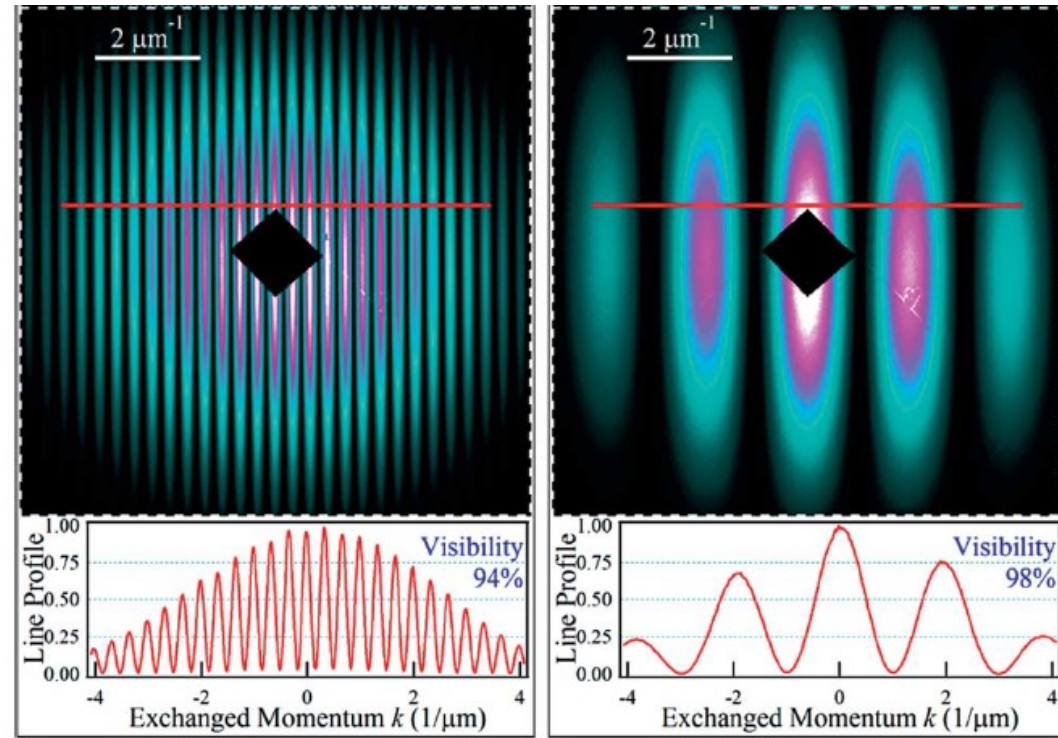 2 μm⁻¹
1.00
0.75
0.50
0.25
0.00
Line Profile
Visibility
94%
-4 -2 0 2 4
Exchanged Momentum k (1/μm)
2 μm⁻¹
1.00
0.75
0.50
0.25
0.00
Line Profile
Visibility
98%
-4 -2 0 2 4
Exchanged Momentum k (1/μm)